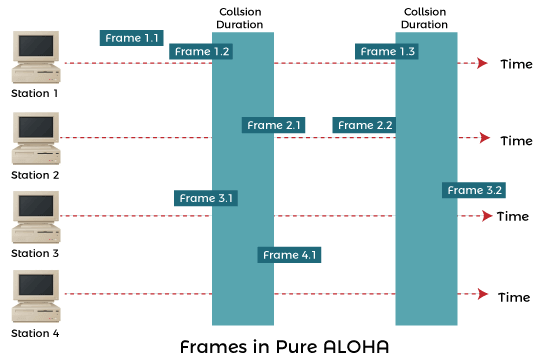 Collsion
Duration
Collsion
Duration
Frame 1.1
Frame 1.2
Frame 1.3
Time
Station 1
Frame 2.1
Frame 2.2
Time
Station 2
Frame 3.1
Frame 3.2
Time
Station 3
Frame 4.1
Time
Station 4
Frames in Pure ALOHA